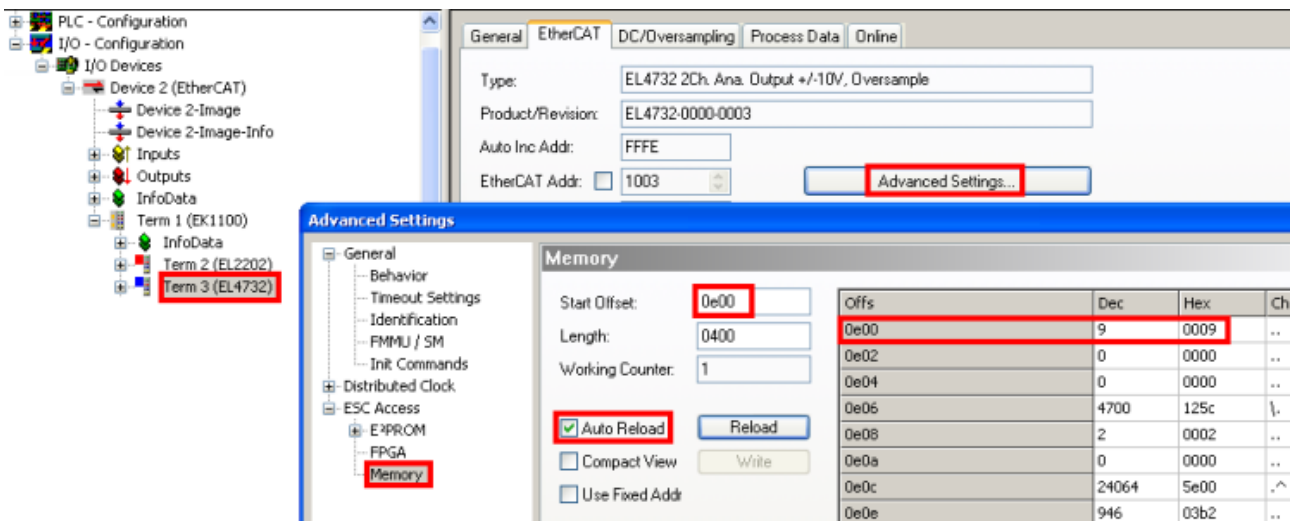 PLC - Configuration
I/O - Configuration
I/O Devices
Device 2 (EtherCAT)
Device 2-Image
Device 2-Image-Info
Inputs
Outputs
InfoData
Term 1 (EK1100)
InfoData
Term 2 (EL2202)
Term 3 (EL4732)
General EtherCAT DC/Oversampling Process Data Online
Type: EL4732 2Ch. Ana. Output +/-10V, Oversample
Product/Revision: EL4732-0000-0003
Auto Inc Addr: FFFE
EtherCAT Addr: 1003 Advanced Settings...
Advanced Settings
General
Behavior
Timeout Settings
Identification
FMMU / SM
Init Commands
Distributed Clock
ESC Access
E²PROM
FPGA
Memory
Memory
Start Offset: 0e00
Length: 0400
Working Counter: 1
Auto Reload Reload
Compact View Write
Use Fixed Addr
Offs Dec Hex Ch
0e00 9 0009 ..
0e02 0 0000 ..
0e04 0 0000 ..
0e06 4700 125c \.
0e08 2 0002 ..
0e0a 0 0000 ..
0e0c 24064 5e00 .^
0e0e 946 03b2 ..